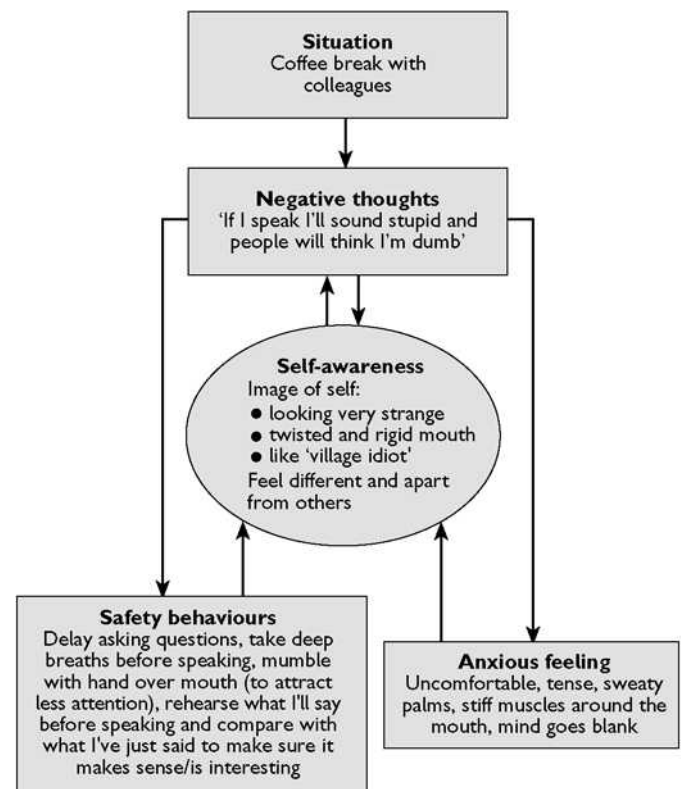 Situation
Coffee break with
colleagues
Negative thoughts
‘If I speak I’ll sound stupid and
people will think I’m dumb’
Self-awareness
Image of self:
● looking very strange
● twisted and rigid mouth
● like ‘village idiot'
Feel different and apart
from others
Safety behaviours
Delay asking questions, take deep
breaths before speaking, mumble
with hand over mouth (to attract
less attention), rehearse what I'll say
before speaking and compare with
what I've just said to make sure it
makes sense/is interesting
Anxious feeling
Uncomfortable, tense, sweaty
palms, stiff muscles around the
mouth, mind goes blank